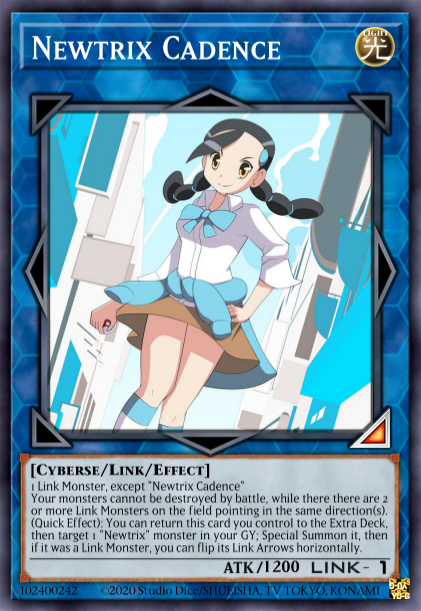 NEWTRIX CADENCE
LIGHT
光
[CYBERSE/LINK/EFFECT]
1 Link Monster, except "Newtrix Cadence"
Your monsters cannot be destroyed by battle, while there there are 2
or more Link Monsters on the field pointing in the same direction(s).
(Quick Effect): You can return this card you control to the Extra Deck,
then target 1 "Newtrix" monster in your GY; Special Summon it, then
if it was a Link Monster, you can flip its Link Arrows horizontally.
ATK/1200 LINK-1
102400242 ©2020 Studio Dice/SHUEISHA, TV TOKYO, KONAMI